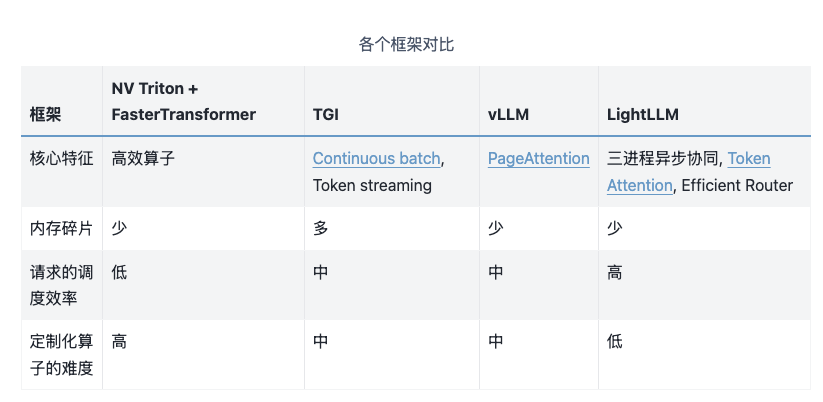 各个框架对比
框架
NV Triton +
FasterTransformer
TGI
vLLM
LightLLM
核心特征
高效算子
Continuous batch,
Token streaming
PageAttention
三进程异步协同, Token
Attention, Efficient Router
内存碎片
少
多
少
少
请求的调
度效率
低
中
中
高
定制化算
子的难度
高
中
中
低